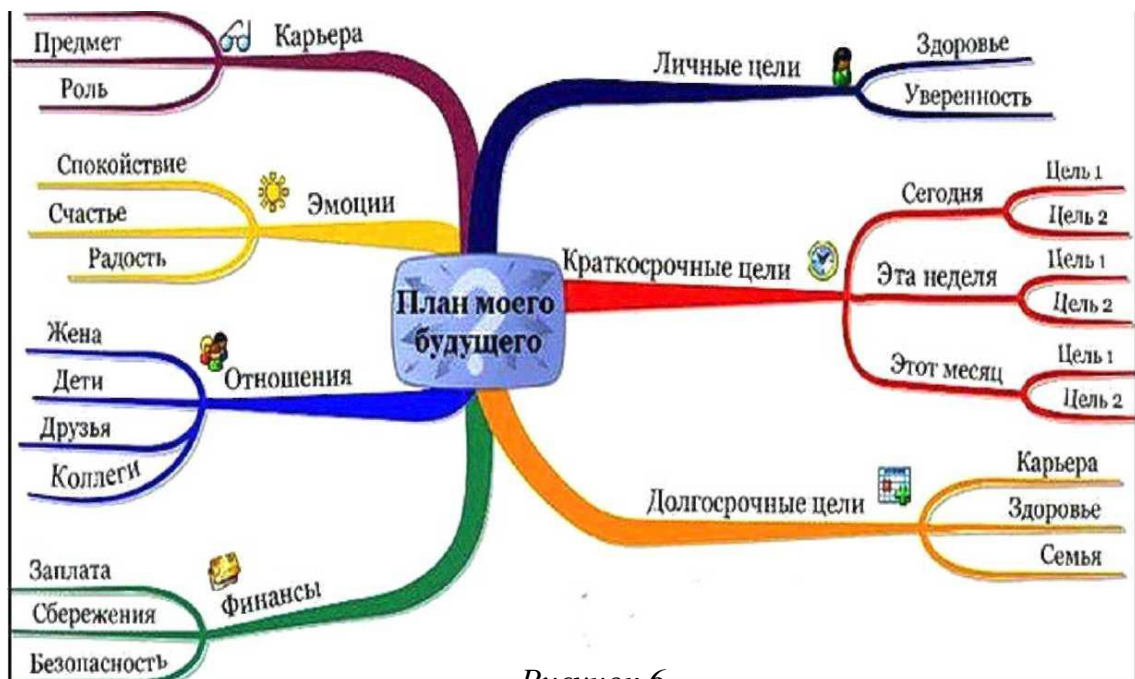 Карьера
Предмет
Роль
Эмоции
Спокойствие
Счастье
Радость
Отношения
Жена
Дети
Друзья
Коллеги
Финансы
Заплата
Сбережения
Безопасность
План моего
будущего
Личные цели
Здоровье
Уверенность
Краткосрочные цели
Сегодня
Цель 1
Цель 2
Эта неделя
Цель 1
Цель 2
Этот месяц
Цель 1
Цель 2
Долгосрочные цели
Карьера
Здоровье
Семья
Рисунок 6